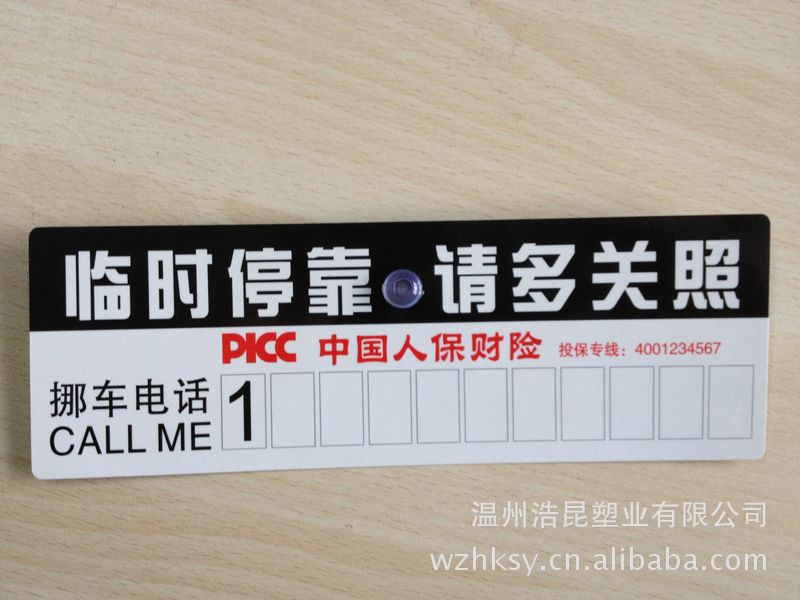 临时停靠 请多关照
PICC 中国人保财险 投保专线：4001234567
挪车电话 1
CALL ME
温州浩昆塑业有限公司
wzhksy.cn.alibaba.com